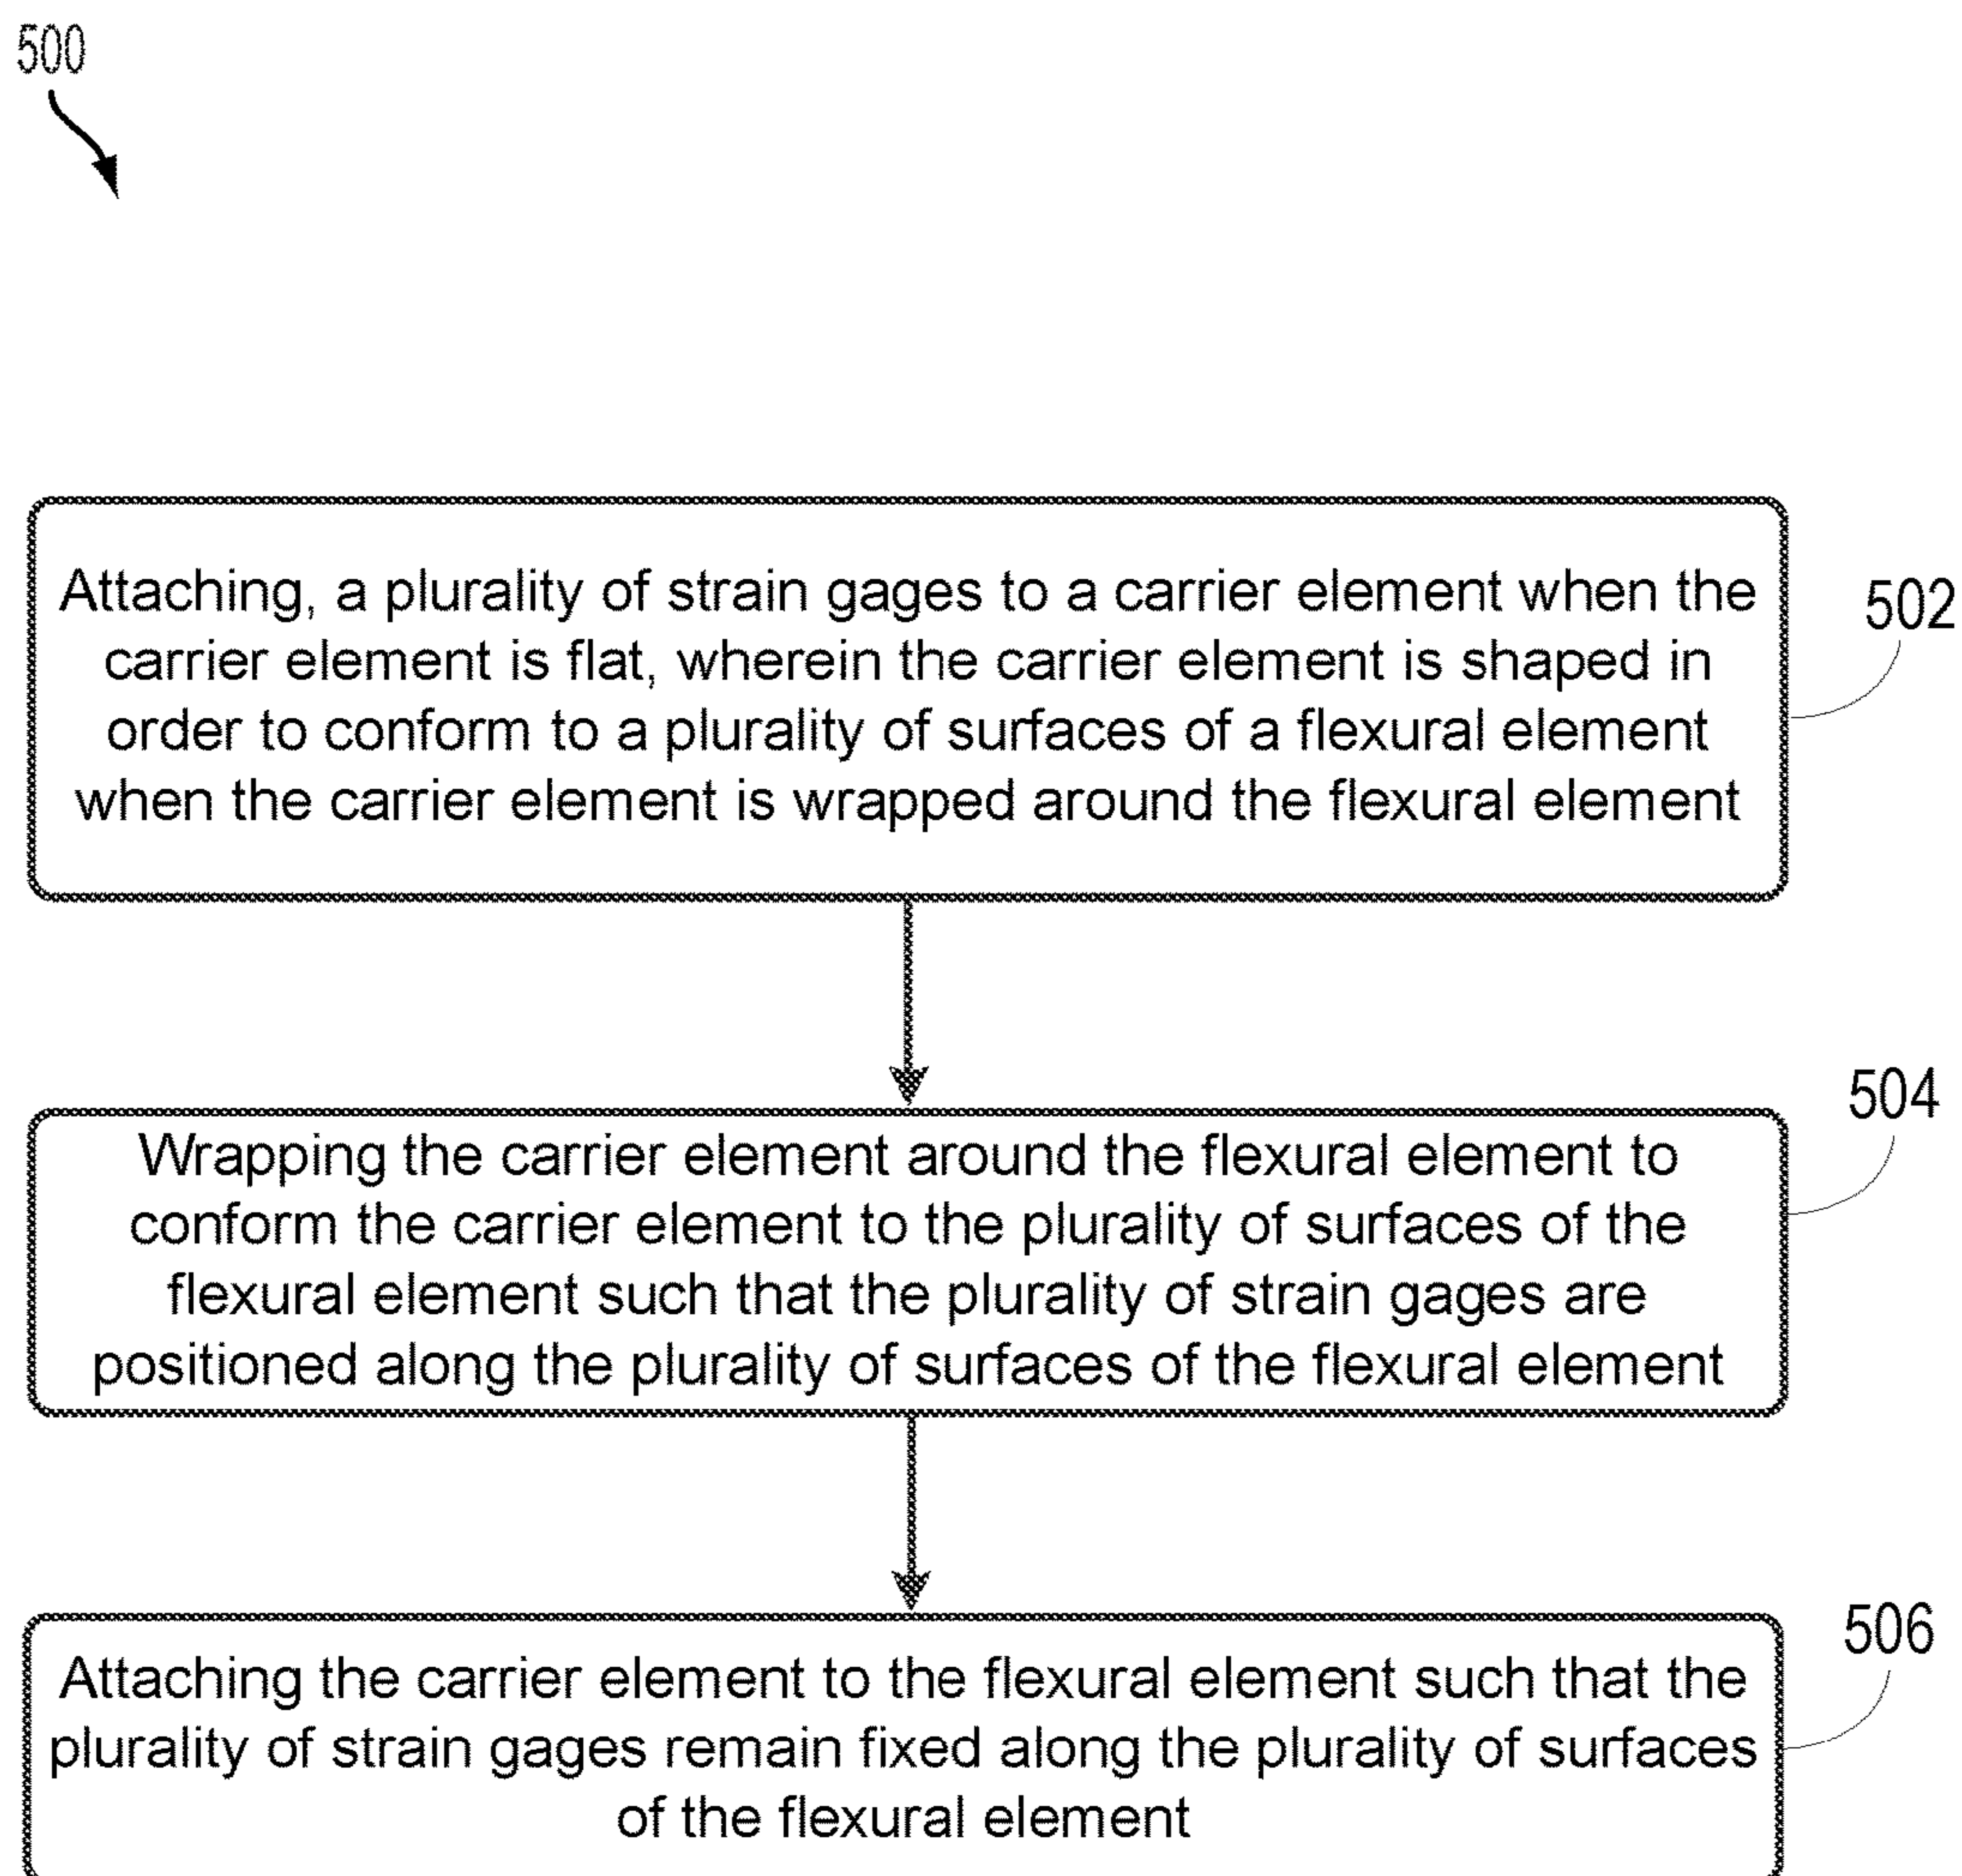 500
Attaching, a plurality of strain gages to a carrier element when the
carrier element is flat, wherein the carrier element is shaped in
order to conform to a plurality of surfaces of a flexural element
when the carrier element is wrapped around the flexural element
502
Wrapping the carrier element around the flexural element to
conform the carrier element to the plurality of surfaces of the
flexural element such that the plurality of strain gages are
positioned along the plurality of surfaces of the flexural element
504
Attaching the carrier element to the flexural element such that the
plurality of strain gages remain fixed along the plurality of surfaces
of the flexural element
506